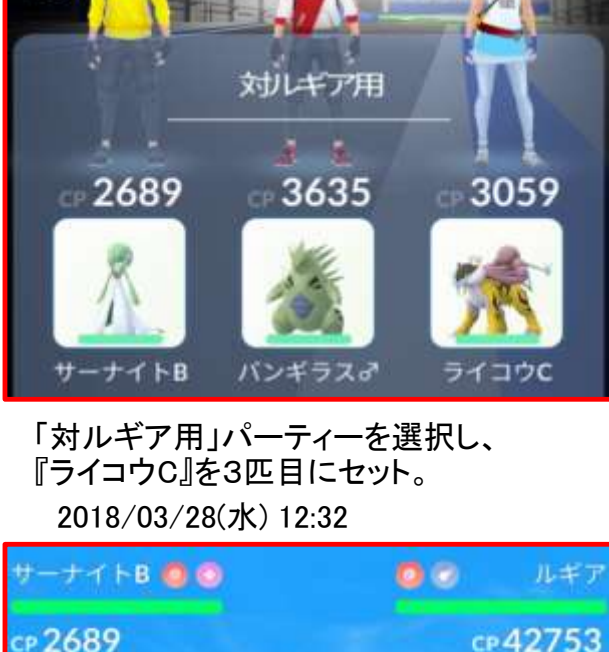 対ルギア用
CP 2689 CP 3635 CP 3059
サーナイトB バンギラス♂ ライコウC
「対ルギア用」パーティーを選択し、
『ライコウC』を３匹目にセット。
2018/03/28(水) 12:32
サーナイトB ルギア
CP 2689 CP 42753